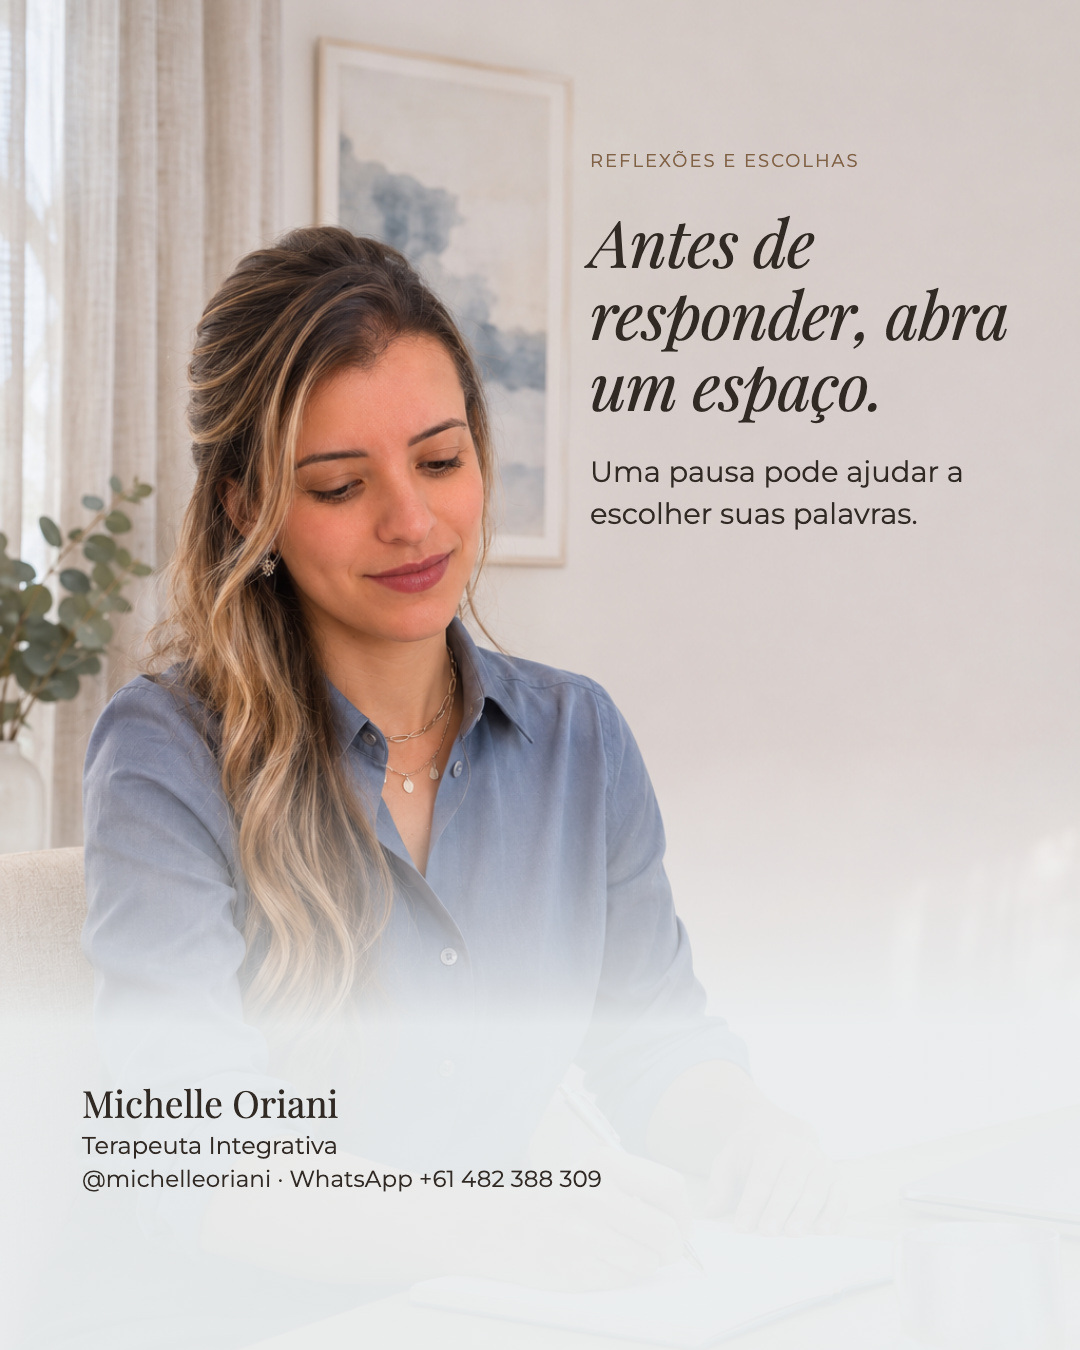 REFLEXÕES E ESCOLHAS
Antes de
responder, abra
um espaço.
Uma pausa pode ajudar a
escolher suas palavras.
Michelle Oriani
Terapeuta Integrativa
@michelleoriani · WhatsApp +61 482 388 309